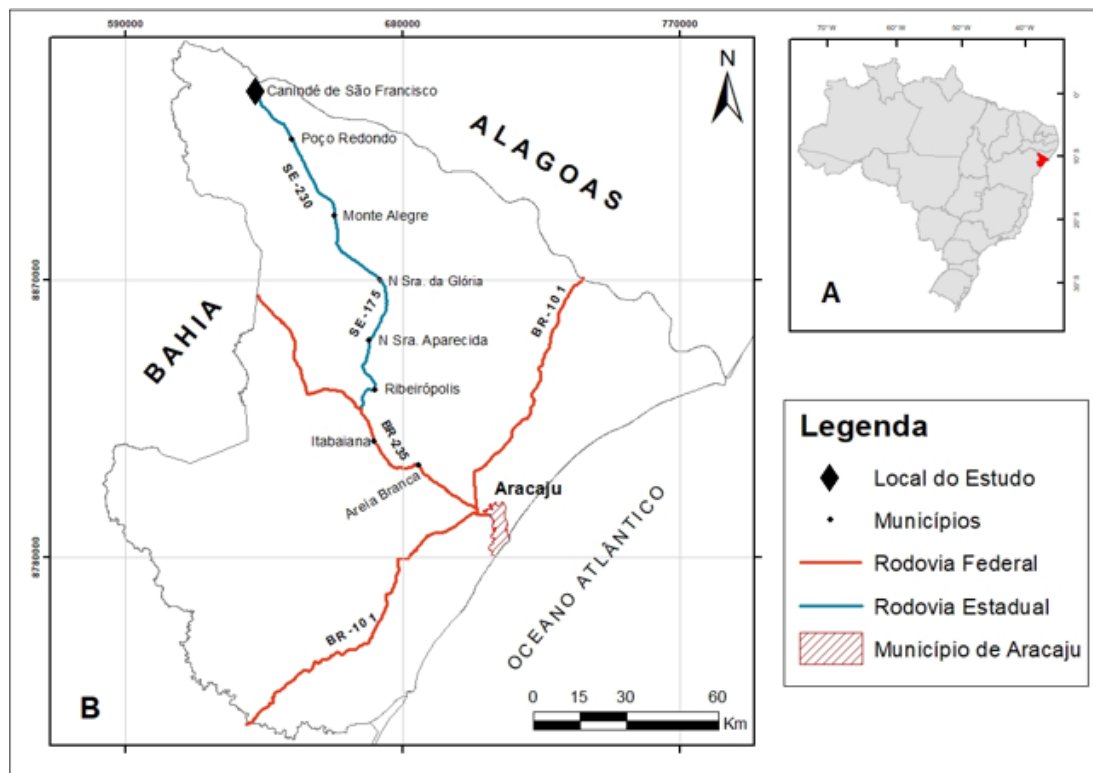 590000
680000
770000
8870000
8780000
N
Canindé de São Francisco
Poço Redondo
SE-230
Monte Alegre
N Sra. da Glória
SE-175
N Sra. Aparecida
Ribeirópolis
Itabaiana
BR-235
Areia Branca
Aracaju
BR-101
BR-101
ALAGOAS
BAHIA
OCEANO ATLÂNTICO
B
0 15 30 60
Km
70°W 60°W 50°W 40°W
0°
10°S
20°S
30°S
A
Legenda
Local do Estudo
Municípios
Rodovia Federal
Rodovia Estadual
Município de Aracaju